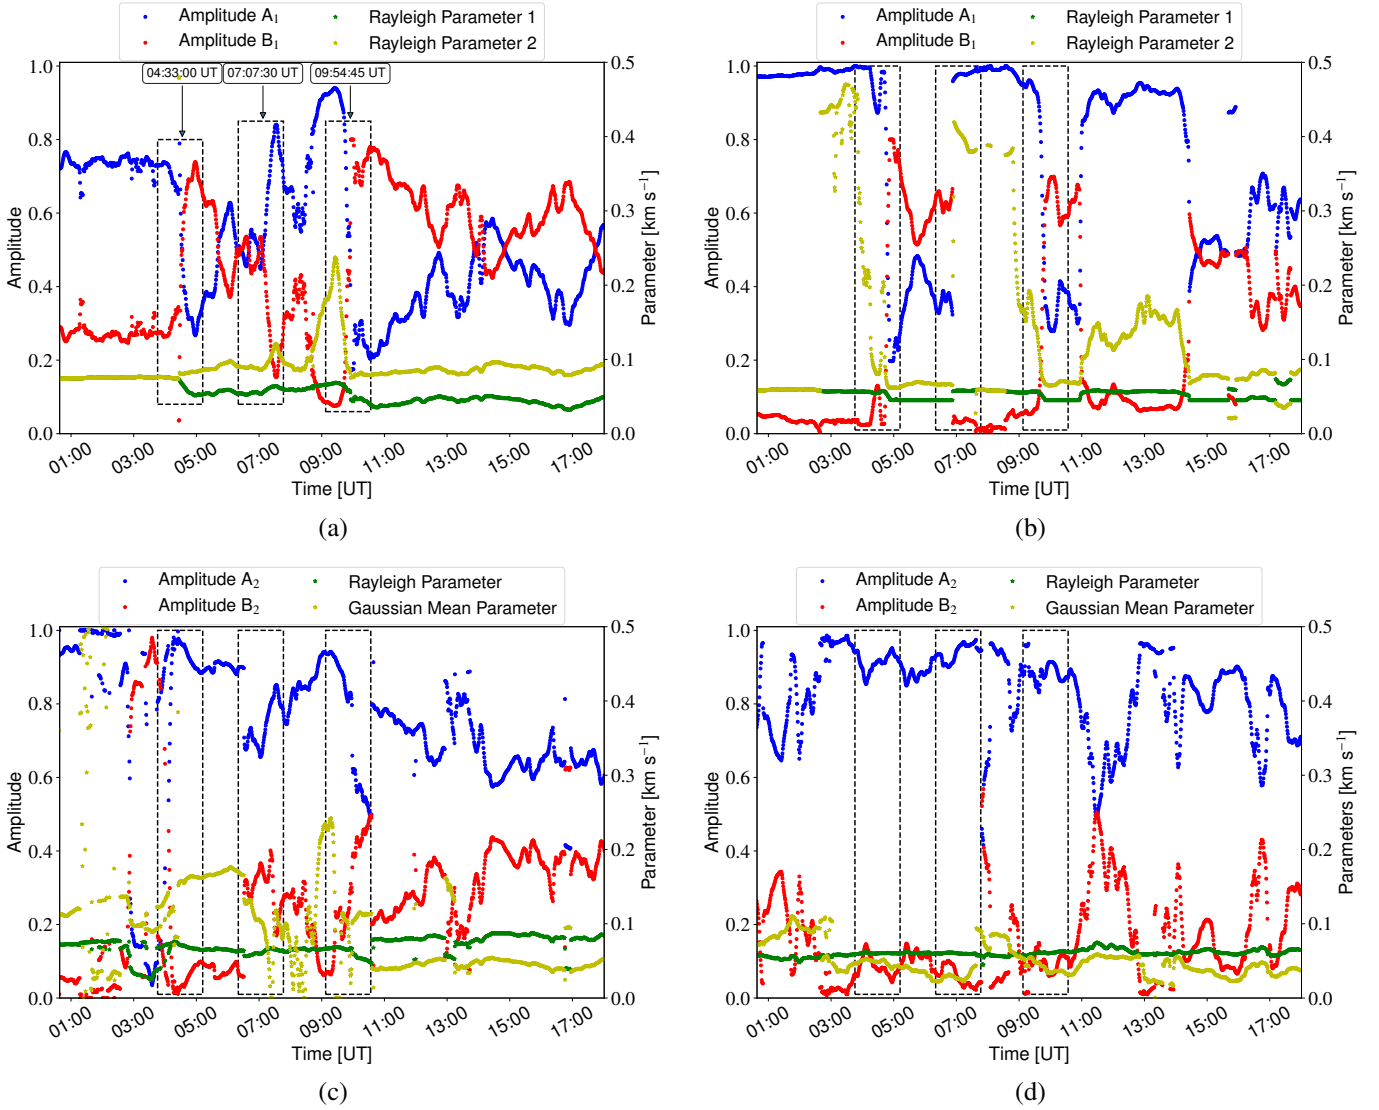 Amplitude A₁ Rayleigh Parameter 1
Amplitude B₁ Rayleigh Parameter 2
04:33:00 UT 07:07:30 UT 09:54:45 UT
1.0 0.8 0.6 0.4 0.2 0.0
Amplitude
0.5 0.4 0.3 0.2 0.1 0.0
Parameter [km s⁻¹]
01:00 03:00 05:00 07:00 09:00 11:00 13:00 15:00 17:00
Time [UT]
(a)
Amplitude A₁ Rayleigh Parameter 1
Amplitude B₁ Rayleigh Parameter 2
1.0 0.8 0.6 0.4 0.2 0.0
Amplitude
0.5 0.4 0.3 0.2 0.1 0.0
Parameter [km s⁻¹]
01:00 03:00 05:00 07:00 09:00 11:00 13:00 15:00 17:00
Time [UT]
(b)
Amplitude A₂ Rayleigh Parameter
Amplitude B₂ Gaussian Mean Parameter
1.0 0.8 0.6 0.4 0.2 0.0
Amplitude
0.5 0.4 0.3 0.2 0.1 0.0
Parameter [km s⁻¹]
01:00 03:00 05:00 07:00 09:00 11:00 13:00 15:00 17:00
Time [UT]
(c)
Amplitude A₂ Rayleigh Parameter
Amplitude B₂ Gaussian Mean Parameter
1.0 0.8 0.6 0.4 0.2 0.0
Amplitude
0.5 0.4 0.3 0.2 0.1 0.0
Parameters [km s⁻¹]
01:00 03:00 05:00 07:00 09:00 11:00 13:00 15:00 17:00
Time [UT]
(d)